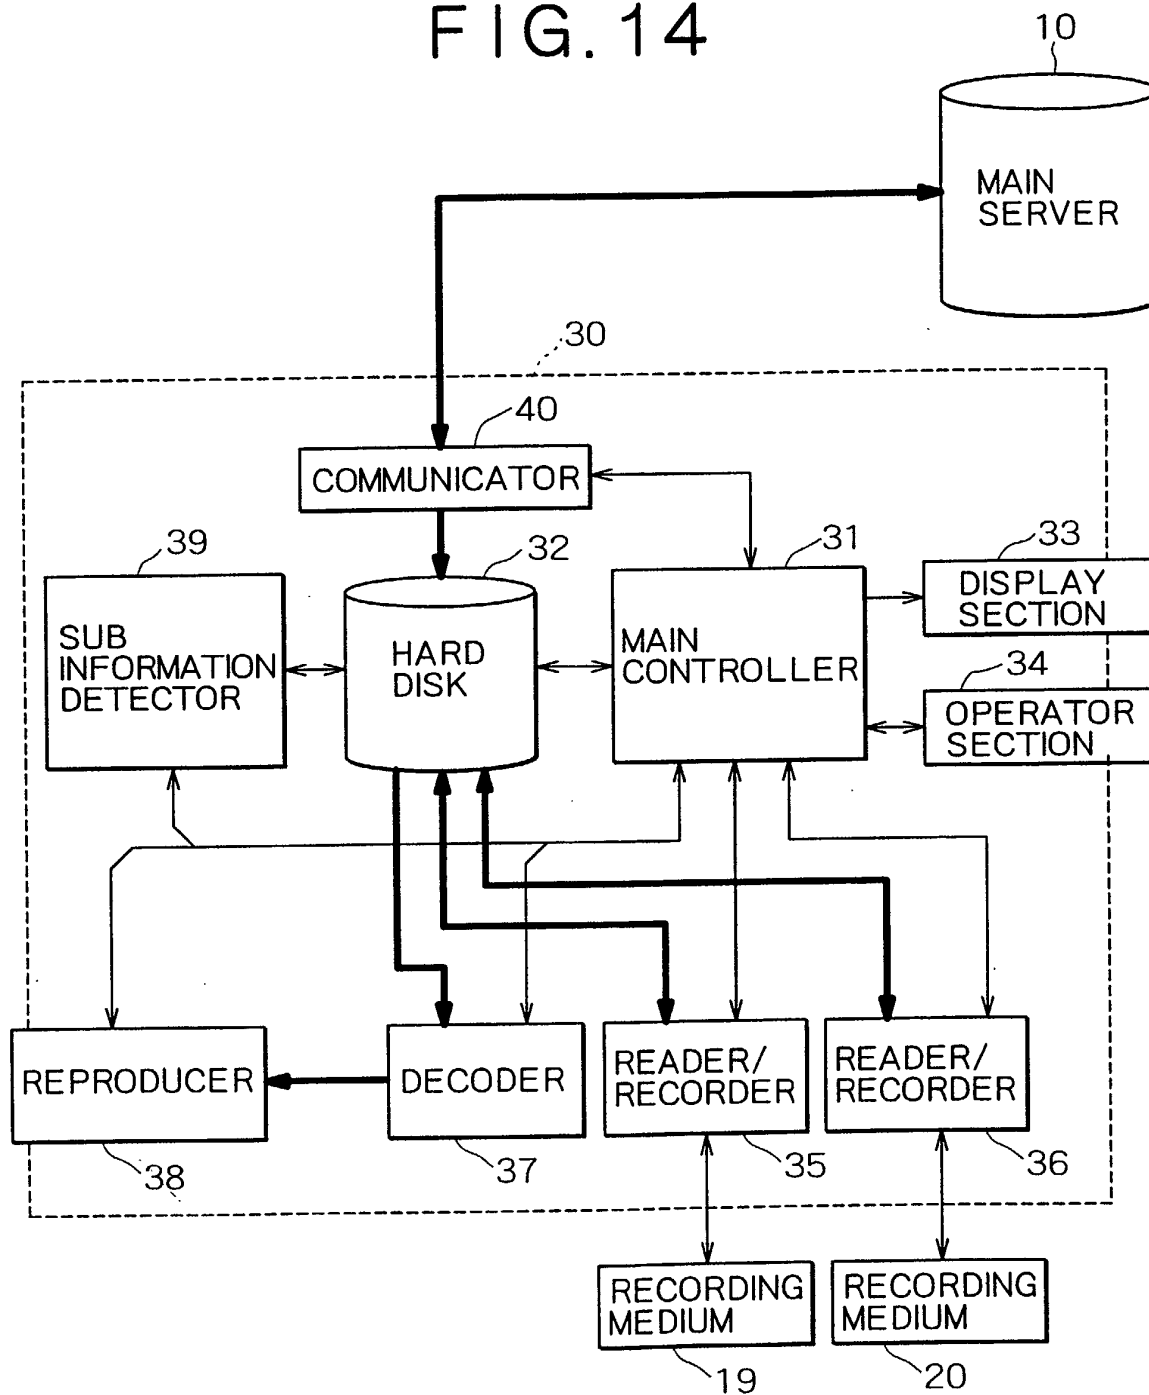 FIG. 14
10
MAIN
SERVER
30
40
COMMUNICATOR
39
32
31
33
SUB
INFORMATION
DETECTOR
HARD
DISK
MAIN
CONTROLLER
DISPLAY
SECTION
34
OPERATOR
SECTION
REPRODUCER
DECODER
READER/
RECORDER
READER/
RECORDER
38
37
35
36
RECORDING
MEDIUM
RECORDING
MEDIUM
19
20